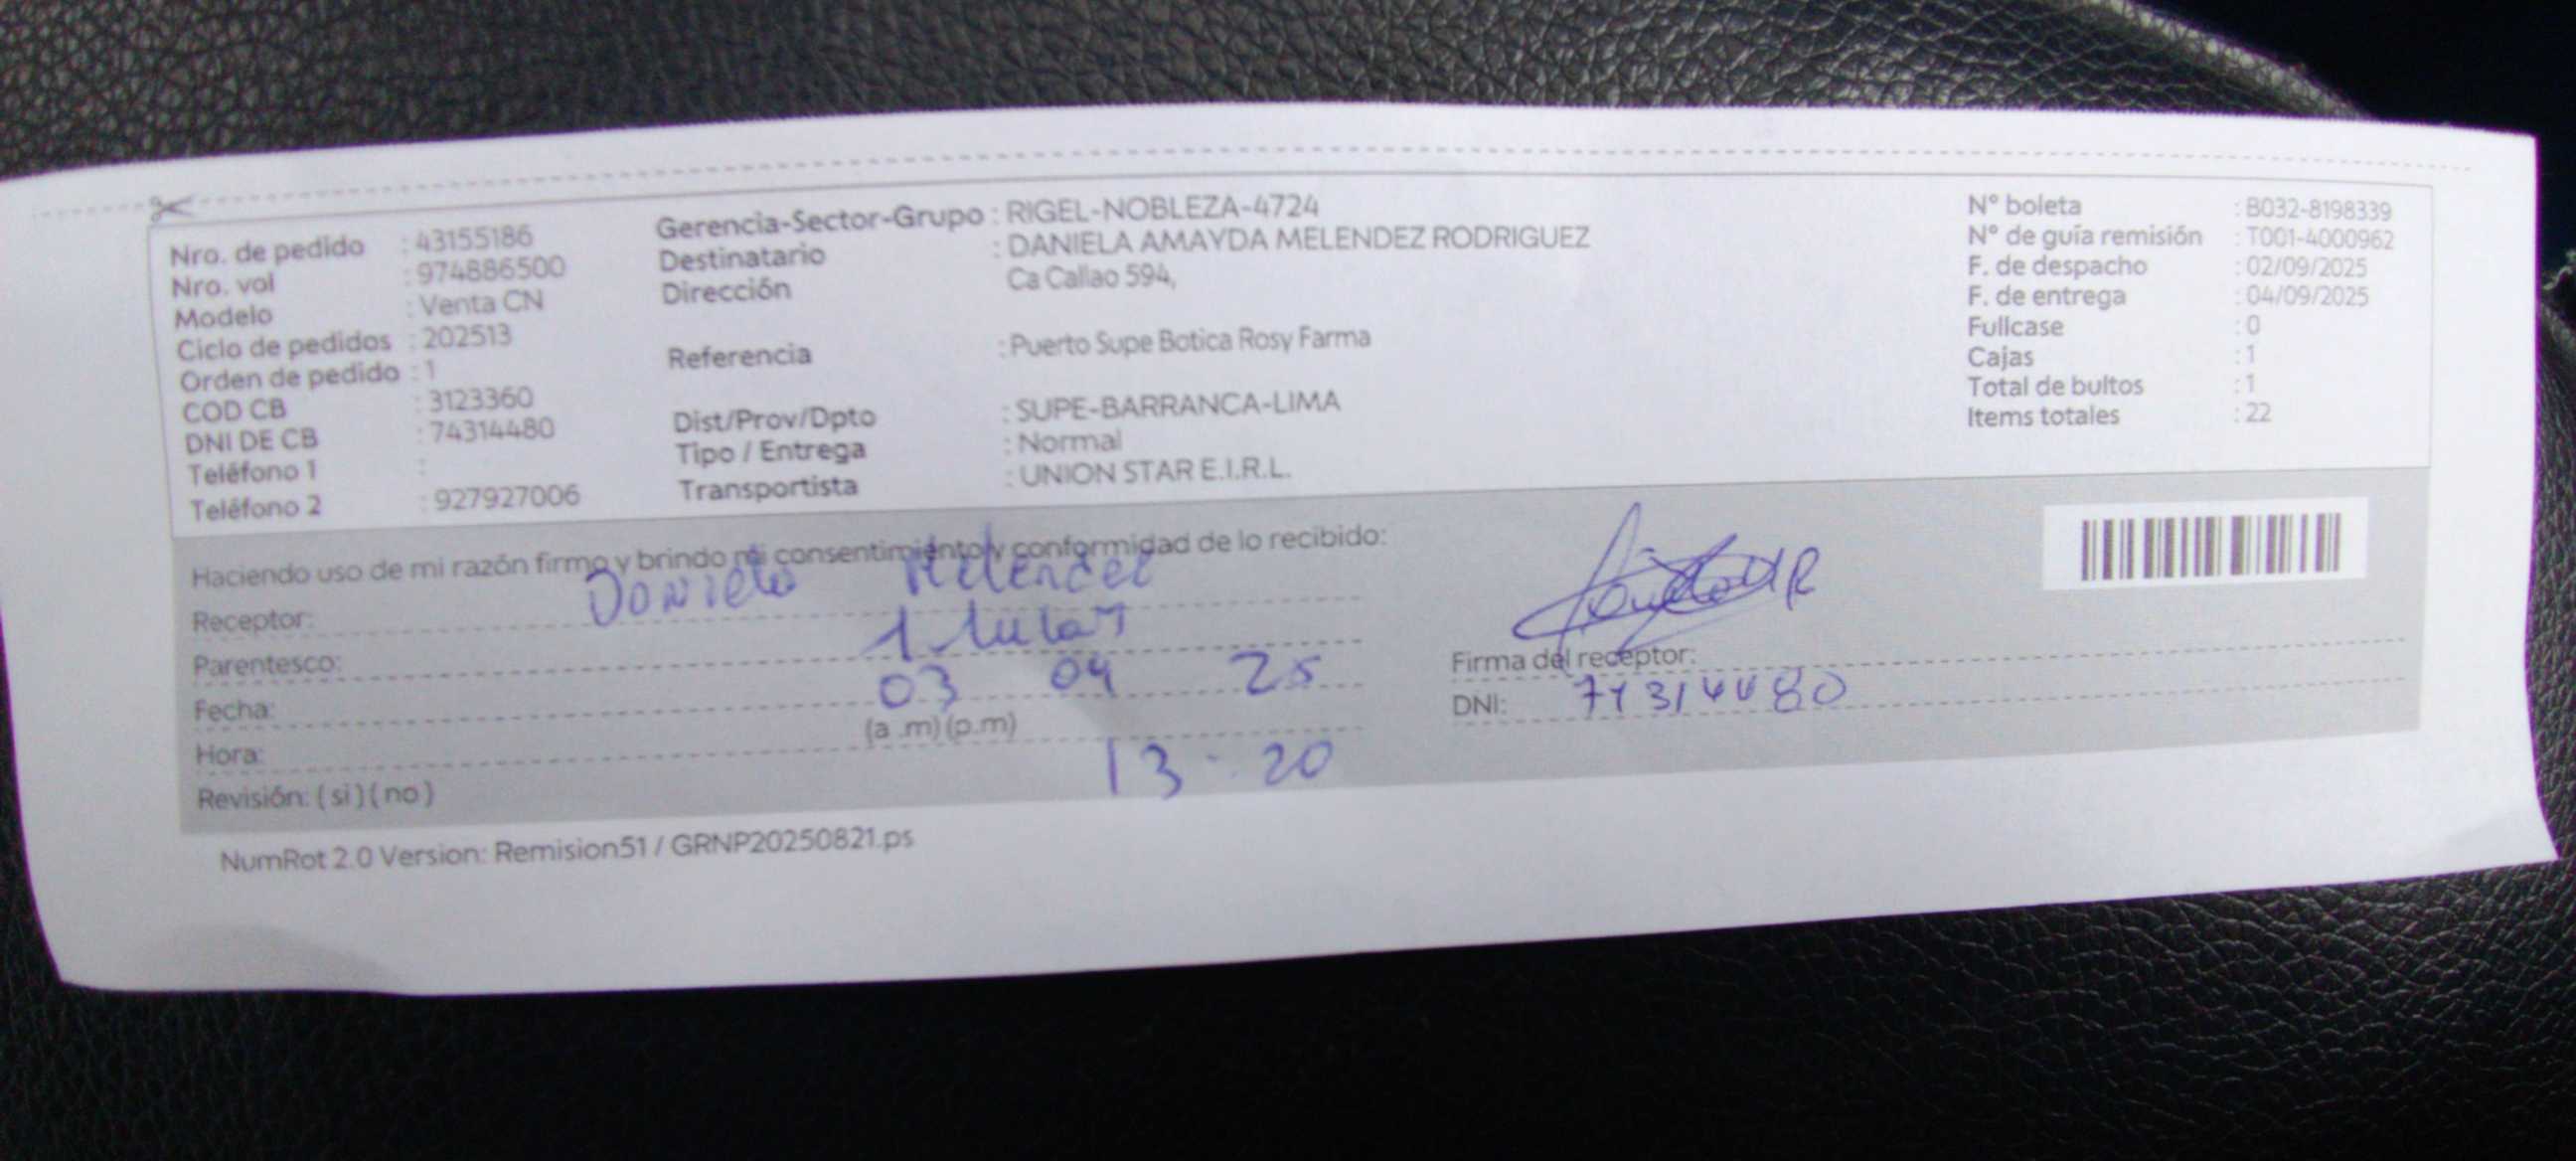 Nro. de pedido : 43155186
Nro. vol : 974886500
Modelo : Venta CN
Ciclo de pedidos : 202513
Orden de pedido : 1
COD CB : 3123360
DNI DE CB : 74314480
Teléfono 1 :
Teléfono 2 : 927927006
Gerencia-Sector-Grupo : RIGEL-NOBLEZA-4724
Destinatario : DANIELA AMAYDA MELENDEZ RODRIGUEZ
Dirección Ca Callao 594,
Referencia : Puerto Supe Botica Rosy Farma
Dist/Prov/Dpto : SUPE-BARRANCA-LIMA
Tipo / Entrega : Normal
Transportista : UNION STAR E.I.R.L.
N° boleta : B032-8198339
N° de guía remisión : T001-4000962
F. de despacho : 02/09/2025
F. de entrega : 04/09/2025
Fullcase : 0
Cajas : 1
Total de bultos : 1
Items totales : 22
Haciendo uso de mi razón firmo y brindo mi consentimiento y conformidad de lo recibido:
Receptor: Daniela Melendez
Parentesco: Titular
Fecha: 03 09 25
Hora: (a .m) (p.m)
13 : 20
Revisión: ( si ) ( no )
Firma del receptor:
DNI: 74314480
NumRot 2.0 Version: Remision51 / GRNP20250821.ps